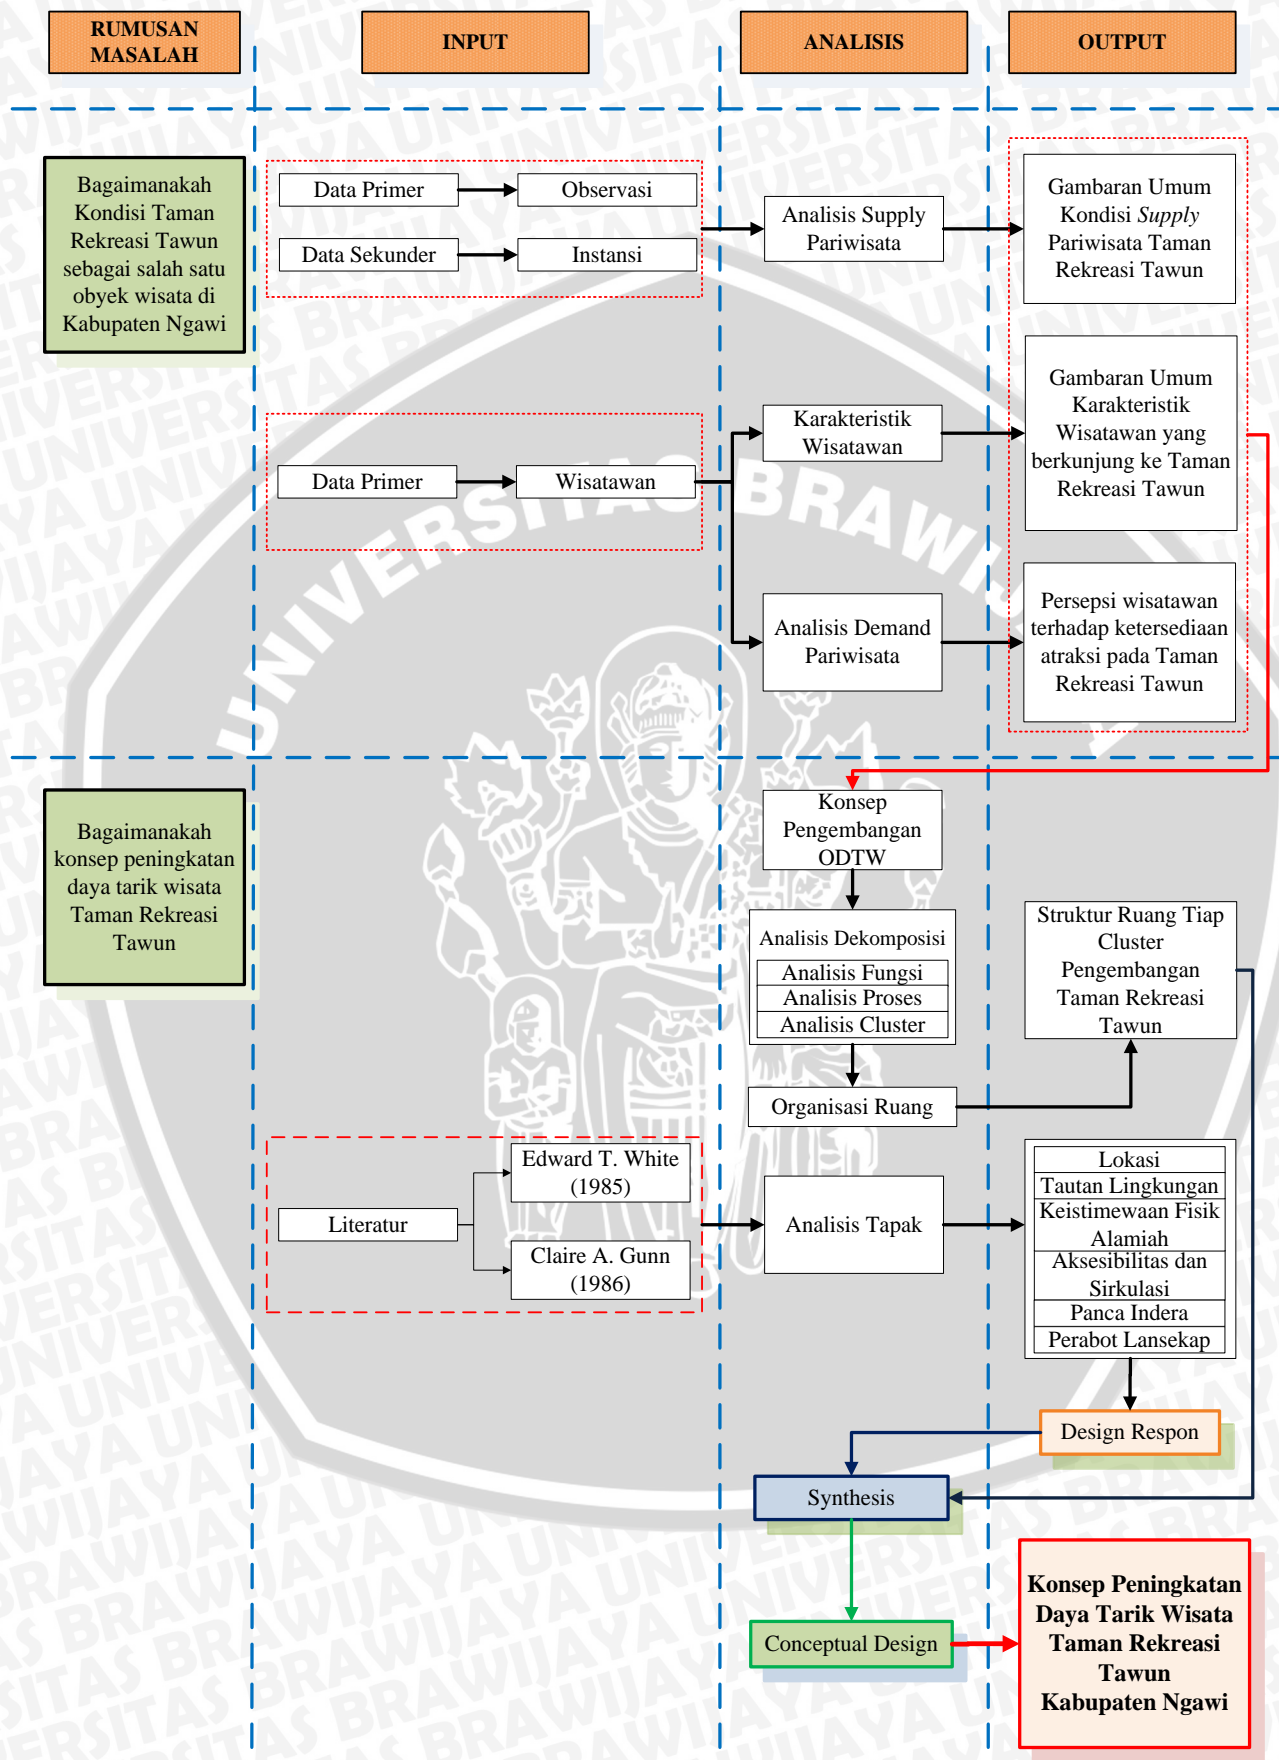 RUMUSAN
MASALAH
INPUT
ANALISIS
OUTPUT
Bagaimanakah
Kondisi Taman
Rekreasi Tawun
sebagai salah satu
obyek wisata di
Kabupaten Ngawi
Data Primer
Observasi
Data Sekunder
Instansi
Analisis Supply
Pariwisata
Gambaran Umum
Kondisi Supply
Pariwisata Taman
Rekreasi Tawun
Data Primer
Wisatawan
Karakteristik
Wisatawan
Gambaran Umum
Karakteristik
Wisatawan yang
berkunjung ke Taman
Rekreasi Tawun
Analisis Demand
Pariwisata
Persepsi wisatawan
terhadap ketersediaan
atraksi pada Taman
Rekreasi Tawun
UNIVERSITAS BRAWIJAYA
Bagaimanakah
konsep peningkatan
daya tarik wisata
Taman Rekreasi
Tawun
Konsep
Pengembangan
ODTW
Analisis Dekomposisi
Analisis Fungsi
Analisis Proses
Analisis Cluster
Organisasi Ruang
Struktur Ruang Tiap
Cluster
Pengembangan
Taman Rekreasi
Tawun
Literatur
Edward T. White
(1985)
Claire A. Gunn
(1986)
Analisis Tapak
Lokasi
Tautan Lingkungan
Keistimewaan Fisik
Alamiah
Aksesibilitas dan
Sirkulasi
Panca Indera
Perabot Lansekap
Design Respon
Synthesis
Conceptual Design
Konsep Peningkatan
Daya Tarik Wisata
Taman Rekreasi
Tawun
Kabupaten Ngawi